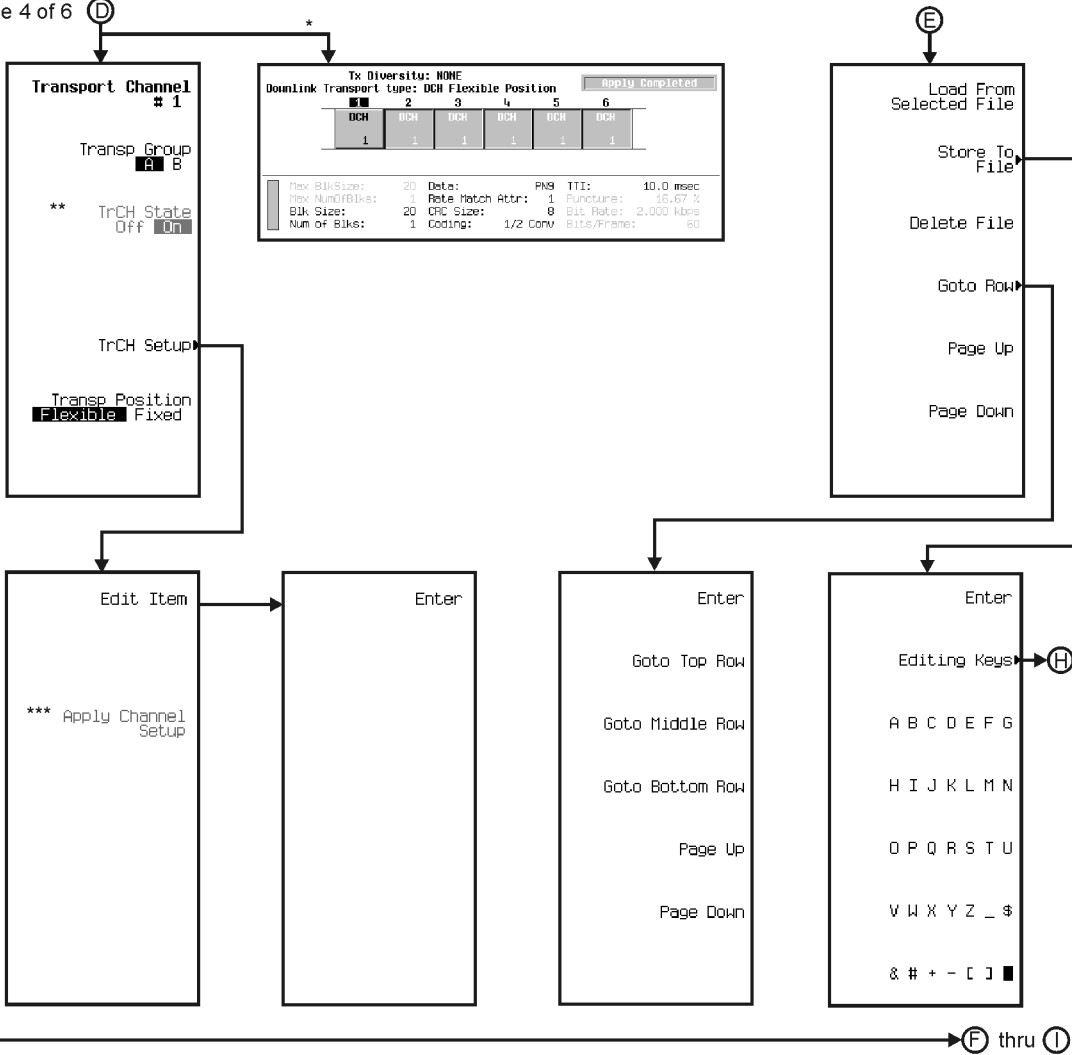 e 4 of 6 D
*
E
Transport Channel
# 1
Transp Group
A B
** TrCH State
Off On
TrCH Setup
Transp Position
Flexible Fixed
Tx Diversity: NONE
Downlink Transport type: DCH Flexible Position
Apply Completed
1 2 3 4 5 6
DCH DCH DCH DCH DCH DCH
1 1 1 1 1 1
Max BlkSize: 20 Data: PN9 TTI: 10.0 msec
Max NumOfBlks: 1 Rate Match Attr: 1 Puncture: 16.67 %
Blk Size: 20 CRC Size: 8 Bit Rate: 2.000 kbps
Num of Blks: 1 Coding: 1/2 Conv Bits/Frame: 60
Load From
Selected File
Store To
File
Delete File
Goto Row
Page Up
Page Down
Edit Item
*** Apply Channel
Setup
Enter
Enter
Goto Top Row
Goto Middle Row
Goto Bottom Row
Page Up
Page Down
Enter
Editing Keys H
A B C D E F G
H I J K L M N
O P Q R S T U
V W X Y Z _ $
& # + - [ ]
F thru I